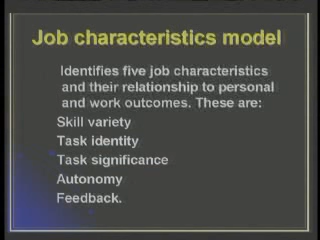 Job characteristics model
Identifies five job characteristics
and their relationship to personal
and work outcomes. These are:
Skill variety
Task identity
Task significance
Autonomy
Feedback.